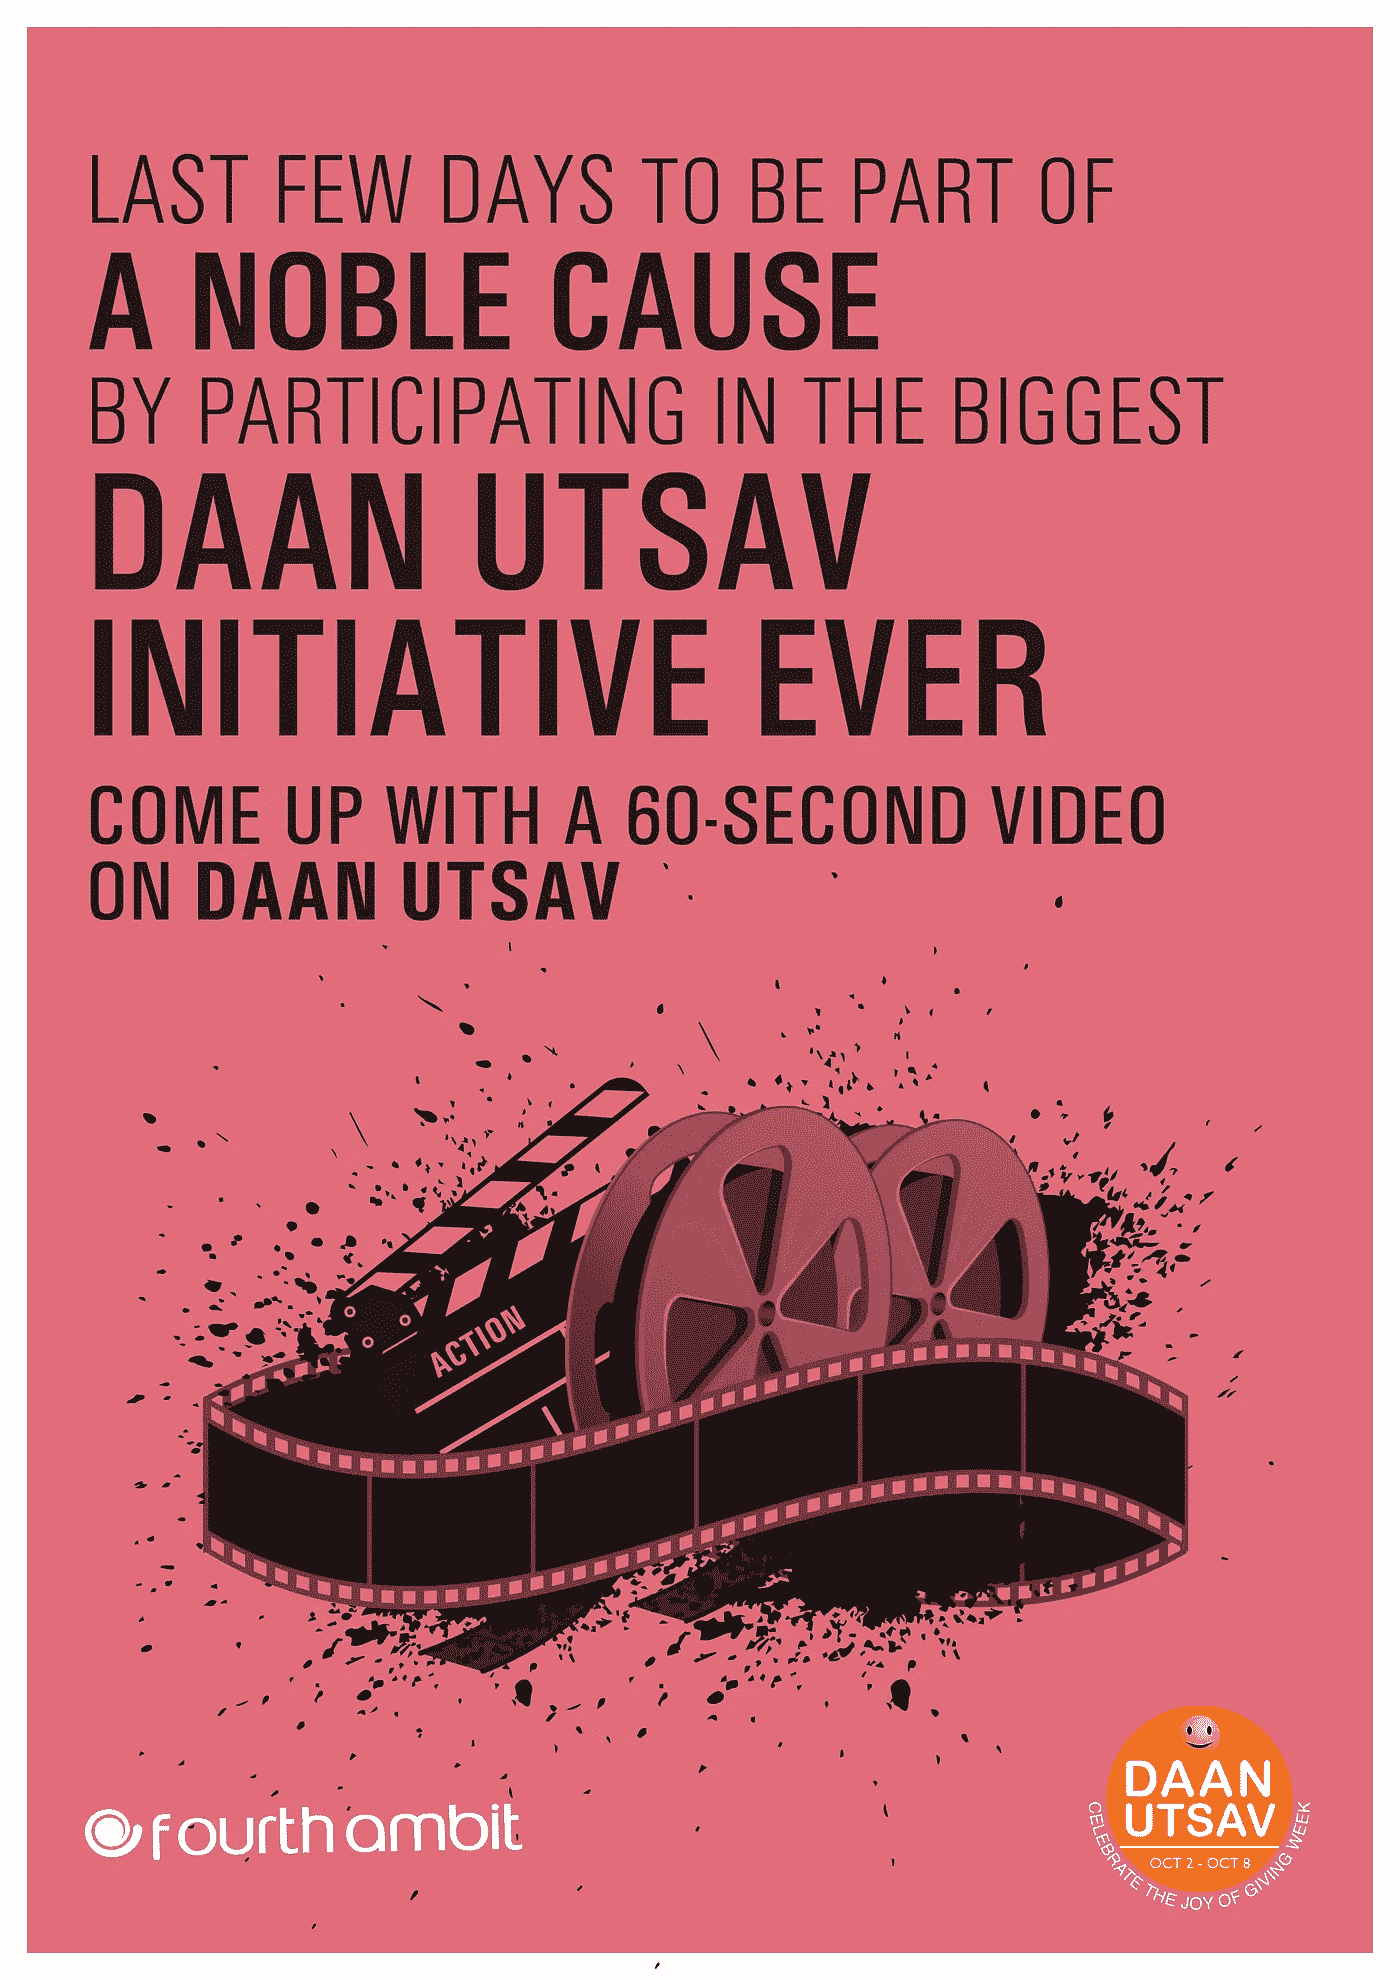 LAST FEW DAYS TO BE PART OF
A NOBLE CAUSE
BY PARTICIPATING IN THE BIGGEST
DAAN UTSAV
INITIATIVE EVER
COME UP WITH A 60-SECOND VIDEO
ON DAAN UTSAV
ACTION
fourth ambit
DAAN
UTSAV
OCT 2 - OCT 8
CELEBRATE THE JOY OF GIVING WEEK